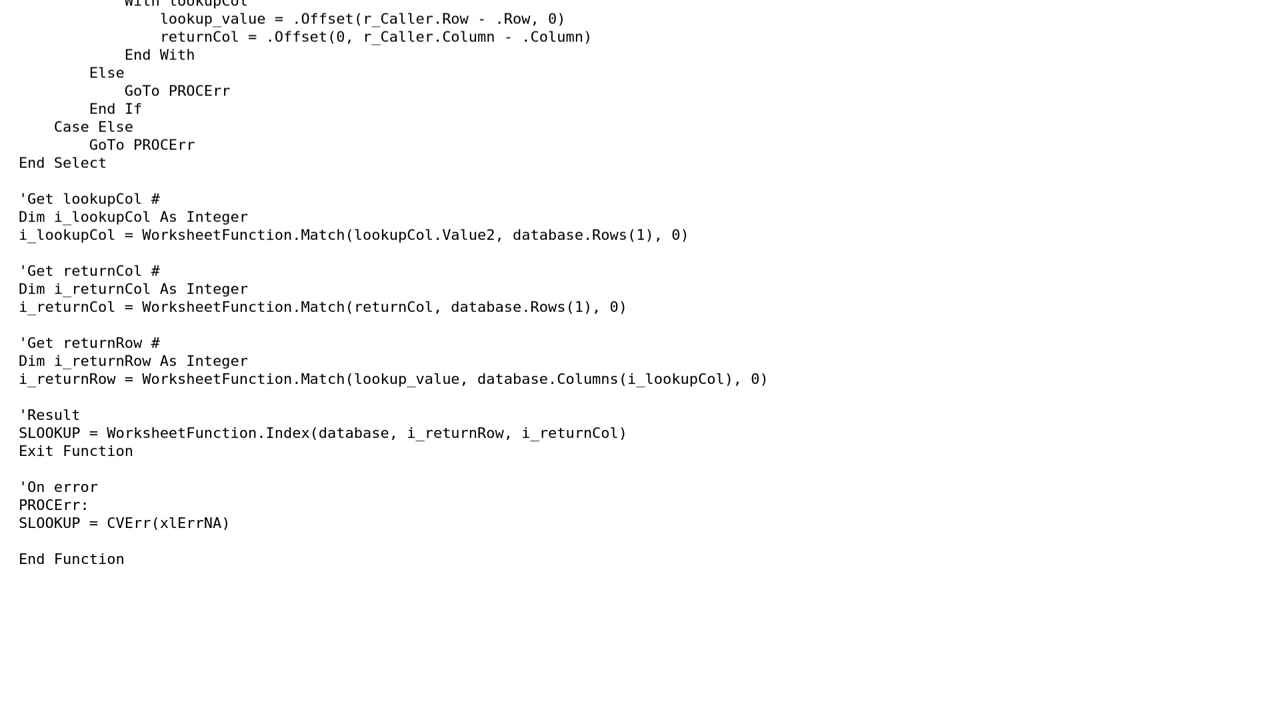 With lookupCol
lookup_value = .Offset(r_Caller.Row - .Row, 0)
returnCol = .Offset(0, r_Caller.Column - .Column)
End With
Else
GoTo PROCErr
End If
Case Else
GoTo PROCErr
End Select
'Get lookupCol #
Dim i_lookupCol As Integer
i_lookupCol = WorksheetFunction.Match(lookupCol.Value2, database.Rows(1), 0)
'Get returnCol #
Dim i_returnCol As Integer
i_returnCol = WorksheetFunction.Match(returnCol, database.Rows(1), 0)
'Get returnRow #
Dim i_returnRow As Integer
i_returnRow = WorksheetFunction.Match(lookup_value, database.Columns(i_lookupCol), 0)
'Result
SLOOKUP = WorksheetFunction.Index(database, i_returnRow, i_returnCol)
Exit Function
'On error
PROCErr:
SLOOKUP = CVErr(xlErrNA)
End Function